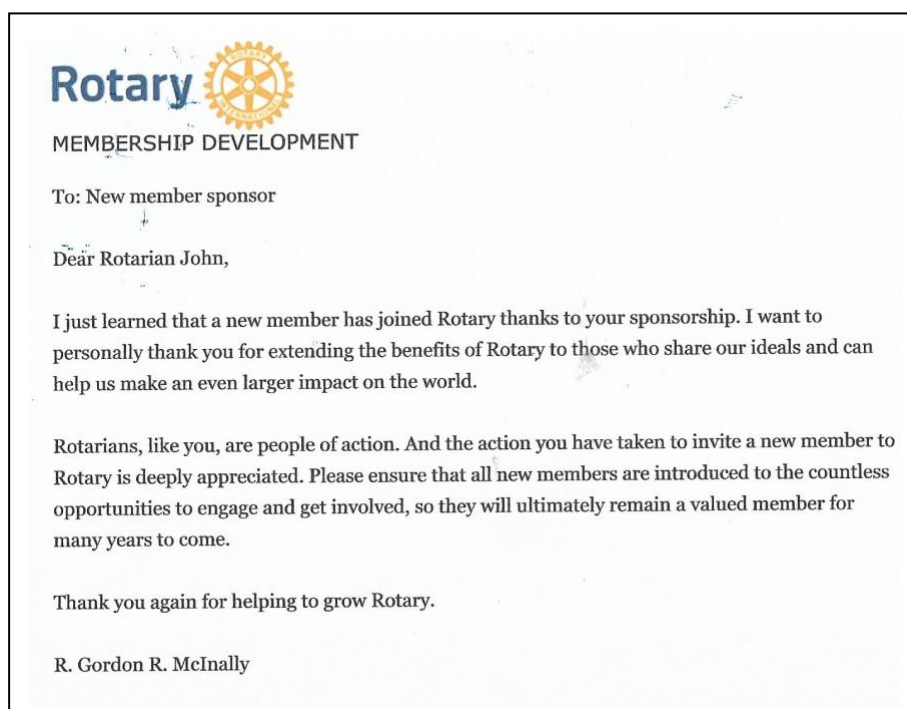 Rotary
ROTARY
INTERNATIONAL
MEMBERSHIP DEVELOPMENT
To: New member sponsor
Dear Rotarian John,
I just learned that a new member has joined Rotary thanks to your sponsorship. I want to
personally thank you for extending the benefits of Rotary to those who share our ideals and can
help us make an even larger impact on the world.
Rotarians, like you, are people of action. And the action you have taken to invite a new member to
Rotary is deeply appreciated. Please ensure that all new members are introduced to the countless
opportunities to engage and get involved, so they will ultimately remain a valued member for
many years to come.
Thank you again for helping to grow Rotary.
R. Gordon R. McInally